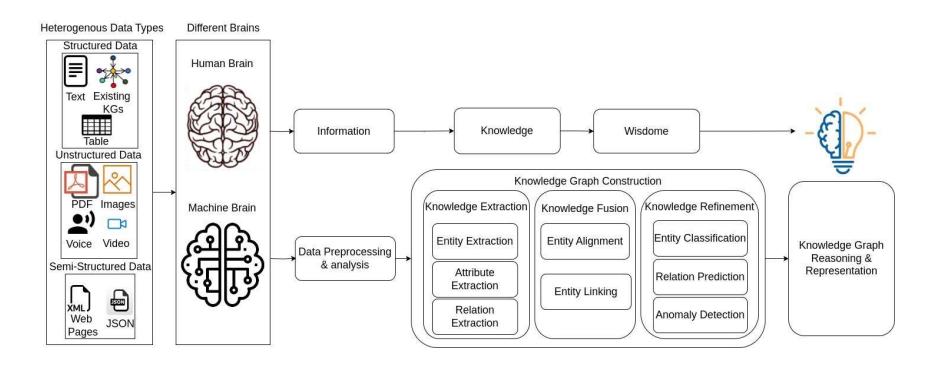 Heterogenous Data Types
Structured Data
Text
Existing
KGs
Table
Unstructured Data
PDF
Images
Voice
Video
Semi-Structured Data
XML
Web
Pages
JSON
JSON
Different Brains
Human Brain
Machine Brain
Information
Knowledge
Wisdome
Data Preprocessing
& analysis
Knowledge Graph Construction
Knowledge Extraction
Entity Extraction
Attribute
Extraction
Relation
Extraction
Knowledge Fusion
Entity Alignment
Entity Linking
Knowledge Refinement
Entity Classification
Relation Prediction
Anomaly Detection
Knowledge Graph
Reasoning &
Representation